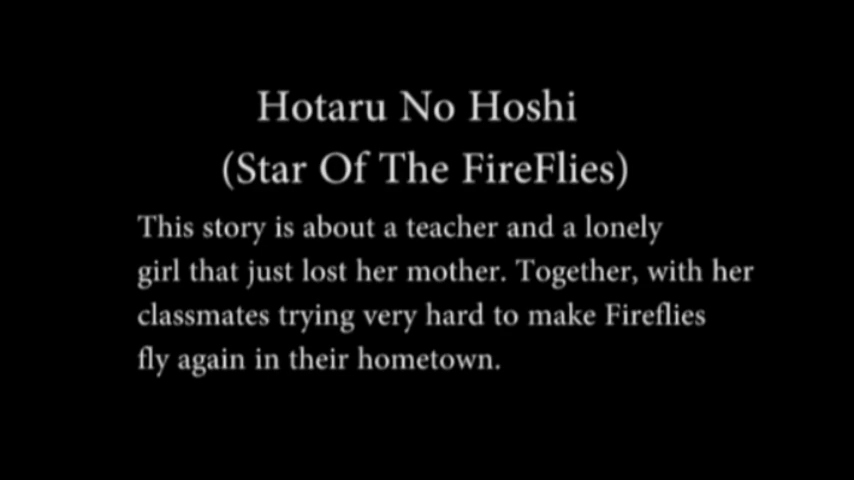 Hotaru No Hoshi
(Star Of The FireFlies)
This story is about a teacher and a lonely
girl that just lost her mother. Together, with her
classmates trying very hard to make Fireflies
fly again in their hometown.